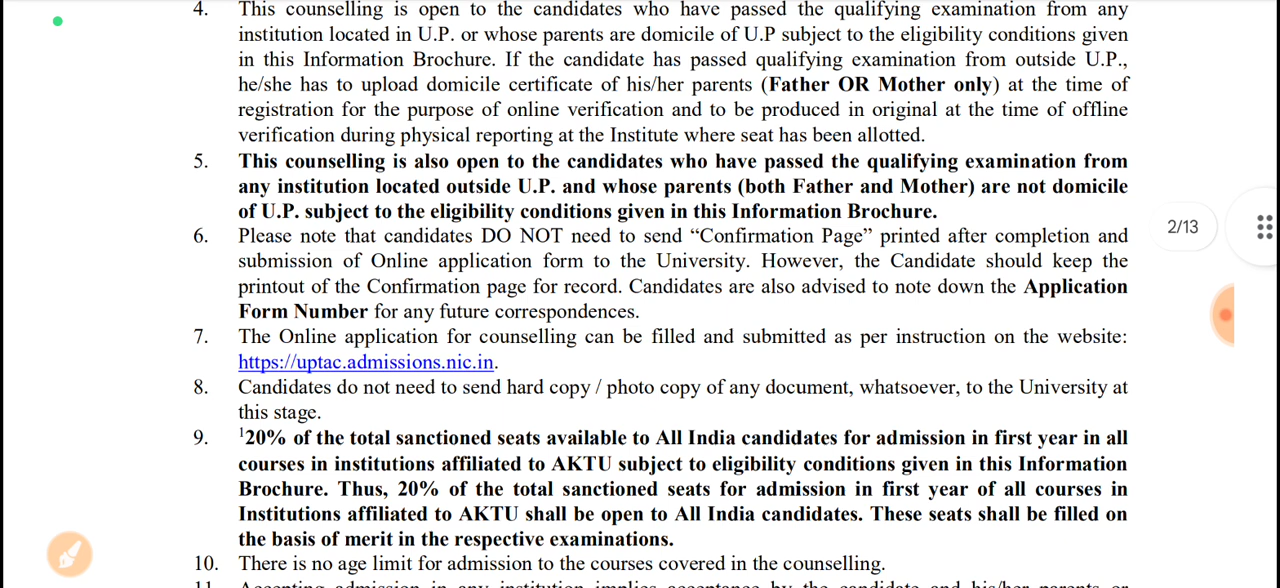 4. This counselling is open to the candidates who have passed the qualifying examination from any
institution located in U.P. or whose parents are domicile of U.P subject to the eligibility conditions given
in this Information Brochure. If the candidate has passed qualifying examination from outside U.P.,
he/she has to upload domicile certificate of his/her parents (Father OR Mother only) at the time of
registration for the purpose of online verification and to be produced in original at the time of offline
verification during physical reporting at the Institute where seat has been allotted.
5. This counselling is also open to the candidates who have passed the qualifying examination from
any institution located outside U.P. and whose parents (both Father and Mother) are not domicile
of U.P. subject to the eligibility conditions given in this Information Brochure.
2/13
6. Please note that candidates DO NOT need to send “Confirmation Page” printed after completion and
submission of Online application form to the University. However, the Candidate should keep the
printout of the Confirmation page for record. Candidates are also advised to note down the Application
Form Number for any future correspondences.
7. The Online application for counselling can be filled and submitted as per instruction on the website:
https://uptac.admissions.nic.in.
8. Candidates do not need to send hard copy / photo copy of any document, whatsoever, to the University at
this stage.
9. ¹20% of the total sanctioned seats available to All India candidates for admission in first year in all
courses in institutions affiliated to AKTU subject to eligibility conditions given in this Information
Brochure. Thus, 20% of the total sanctioned seats for admission in first year of all courses in
Institutions affiliated to AKTU shall be open to All India candidates. These seats shall be filled on
the basis of merit in the respective examinations.
10. There is no age limit for admission to the courses covered in the counselling.
11. Accepting admission in any institution implies acceptance by the candidate and his/her parents or